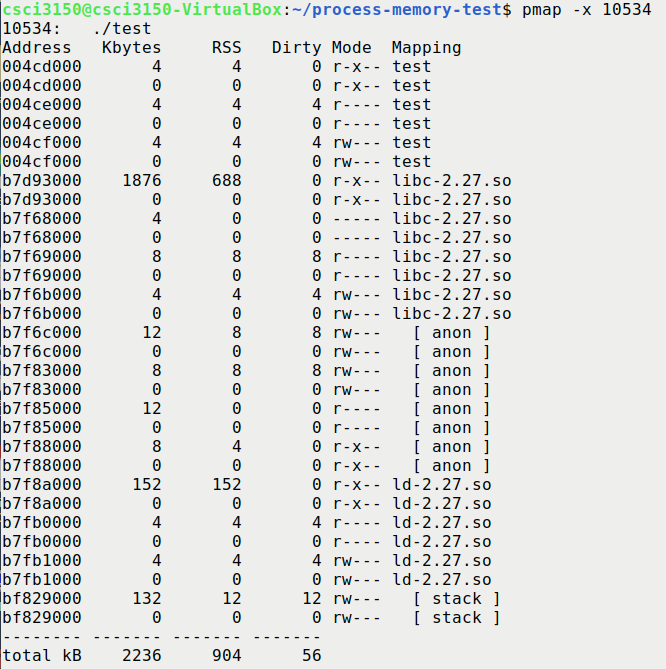 csci3150@csci3150-VirtualBox:~/process-memory-test$ pmap -x 10534
10534:   ./test
Address  Kbytes     RSS   Dirty Mode  Mapping
004cd000       4       4       0 r-x-- test
004cd000       0       0       0 r-x-- test
004ce000       4       4       4 r---- test
004ce000       0       0       0 r---- test
004cf000       4       4       4 rw--- test
004cf000       0       0       0 rw--- test
b7d93000    1876     688       0 r-x-- libc-2.27.so
b7d93000       0       0       0 r-x-- libc-2.27.so
b7f68000       4       0       0 ----- libc-2.27.so
b7f68000       0       0       0 ----- libc-2.27.so
b7f69000       8       8       8 r---- libc-2.27.so
b7f69000       0       0       0 r---- libc-2.27.so
b7f6b000       4       4       4 rw--- libc-2.27.so
b7f6b000       0       0       0 rw--- libc-2.27.so
b7f6c000      12       8       8 rw---   [ anon ]
b7f6c000       0       0       0 rw---   [ anon ]
b7f83000       8       8       8 rw---   [ anon ]
b7f83000       0       0       0 rw---   [ anon ]
b7f85000      12       0       0 r----   [ anon ]
b7f85000       0       0       0 r----   [ anon ]
b7f88000       8       4       0 r-x--   [ anon ]
b7f88000       0       0       0 r-x--   [ anon ]
b7f8a000     152     152       0 r-x-- ld-2.27.so
b7f8a000       0       0       0 r-x-- ld-2.27.so
b7fb0000       4       4       4 r---- ld-2.27.so
b7fb0000       0       0       0 r---- ld-2.27.so
b7fb1000       4       4       4 rw--- ld-2.27.so
b7fb1000       0       0       0 rw--- ld-2.27.so
bf829000     132      12      12 rw---   [ stack ]
bf829000       0       0       0 rw---   [ stack ]
-------- ------- ------- -------
total kB    2236     904      56